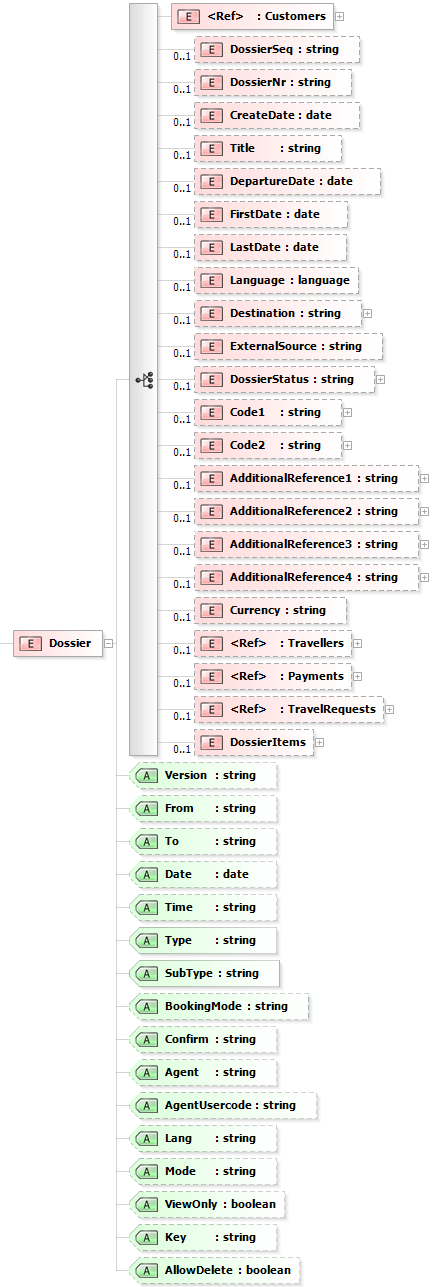 E <Ref> : Customers
0..1 E DossierSeq : string
0..1 E DossierNr : string
0..1 E CreateDate : date
0..1 E Title : string
0..1 E DepartureDate : date
0..1 E FirstDate : date
0..1 E LastDate : date
0..1 E Language : language
0..1 E Destination : string
0..1 E ExternalSource : string
0..1 E DossierStatus : string
0..1 E Code1 : string
0..1 E Code2 : string
0..1 E AdditionalReference1 : string
0..1 E AdditionalReference2 : string
0..1 E AdditionalReference3 : string
0..1 E AdditionalReference4 : string
0..1 E Currency : string
E Dossier
0..1 E <Ref> : Travellers
0..1 E <Ref> : Payments
0..1 E <Ref> : TravelRequests
0..1 E DossierItems
A Version : string
A From : string
A To : string
A Date : date
A Time : string
A Type : string
A SubType : string
A BookingMode : string
A Confirm : string
A Agent : string
A AgentUsercode : string
A Lang : string
A Mode : string
A ViewOnly : boolean
A Key : string
A AllowDelete : boolean